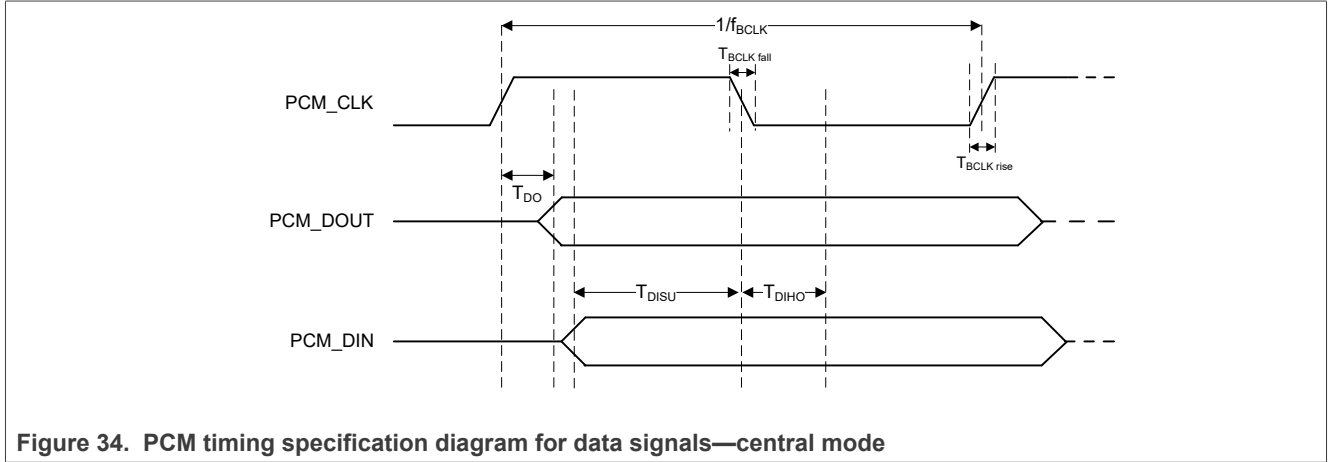 1/fBCLK
TBCLK fall
PCM_CLK
TBCLK rise
TDO
PCM_DOUT
TDISU
TDIHO
PCM_DIN
Figure 34. PCM timing specification diagram for data signals—central mode